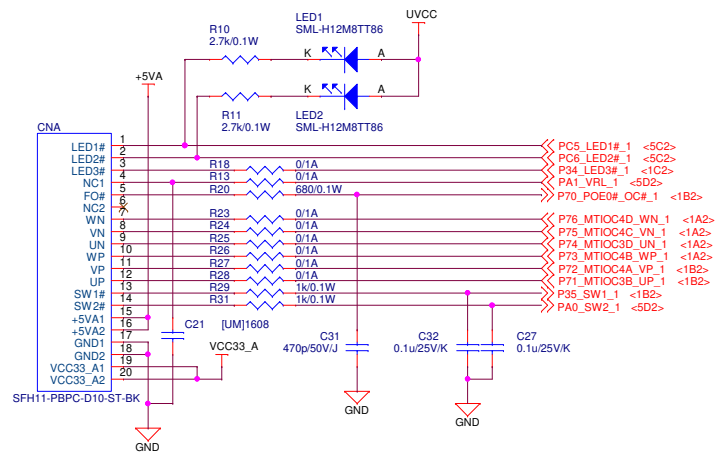 LED1
SML-H12M8TT86
UVCC
R10
2.7k/0.1W
K
A
+5VA
K
A
R11
2.7k/0.1W
LED2
SML-H12M8TT86
CNA
LED1# 1 PC5_LED1#_1 <5C2>
LED2# 2 PC6_LED2#_1 <5C2>
LED3# 3 R18 0/1A P34_LED3#_1 <1C2>
NC1 4 R13 0/1A PA1_VRL_1 <5D2>
FO# 5 R20 680/0.1W P70_POE0#_OC#_1 <1B2>
NC2 6
WN 7 R23 0/1A P76_MTIOC4D_WN_1 <1A2>
VN 8 R24 0/1A P75_MTIOC4C_VN_1 <1A2>
UN 9 R25 0/1A P74_MTIOC3D_UN_1 <1A2>
WP 10 R26 0/1A P73_MTIOC4B_WP_1 <1A2>
VP 11 R27 0/1A P72_MTIOC4A_VP_1 <1B2>
UP 12 R28 0/1A P71_MTIOC3B_UP_1 <1B2>
SW1# 13 R29 1k/0.1W P35_SW1_1 <1B2>
SW2# 14 R31 1k/0.1W PA0_SW2_1 <5D2>
+5VA1 15
+5VA2 16
GND1 17
GND2 18
VCC33_A1 19
VCC33_A2 20
SFH11-PBPC-D10-ST-BK
C21 [UM]1608
VCC33_A
C31
470p/50V/J
C32
0.1u/25V/K
C27
0.1u/25V/K
GND
GND
GND